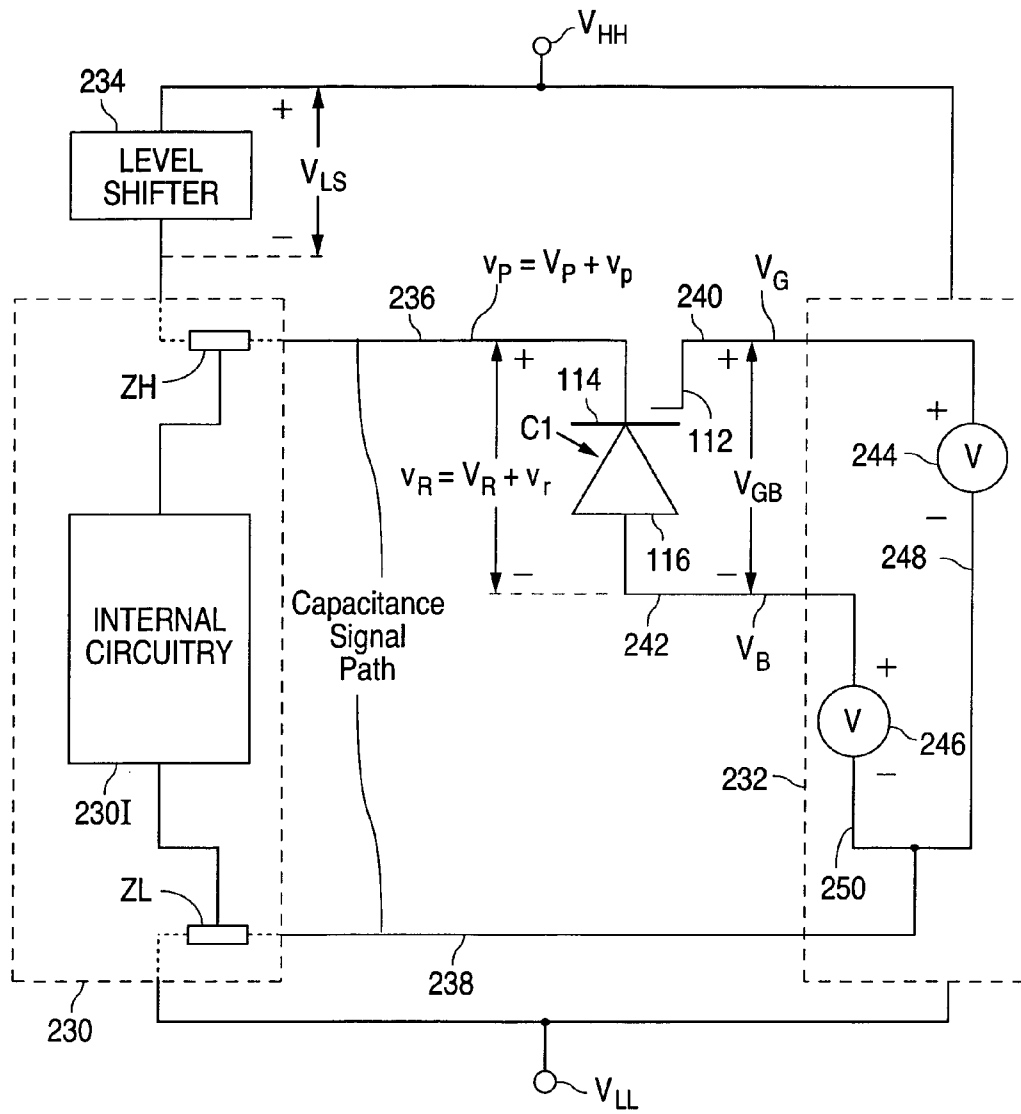 V_HH
234
+
LEVEL
SHIFTER
V_LS
−
v_P = V_P + v_p
V_G
236
240
ZH
+
+
114
C1
112
+
244
V
v_R = V_R + v_r
V_GB
−
116
248
−
−
INTERNAL
CIRCUITRY
Capacitance
Signal
Path
242
V_B
+
V
246
232
−
230I
250
ZL
238
230
V_LL